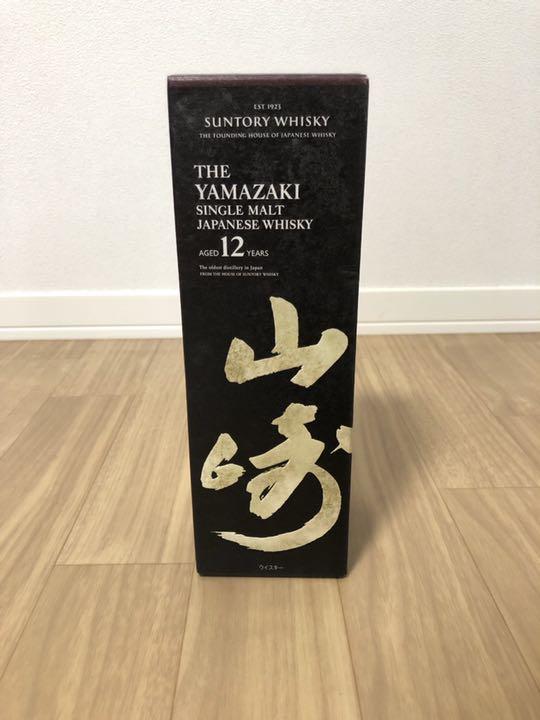 EST 1923
SUNTORY WHISKY
THE FOUNDING HOUSE OF JAPANESE WHISKY
THE
YAMAZAKI
SINGLE MALT
JAPANESE WHISKY
AGED 12 YEARS
The oldest distillery in Japan
FROM THE HOUSE OF SUNTORY WHISKY
山
崎
ウイスキー